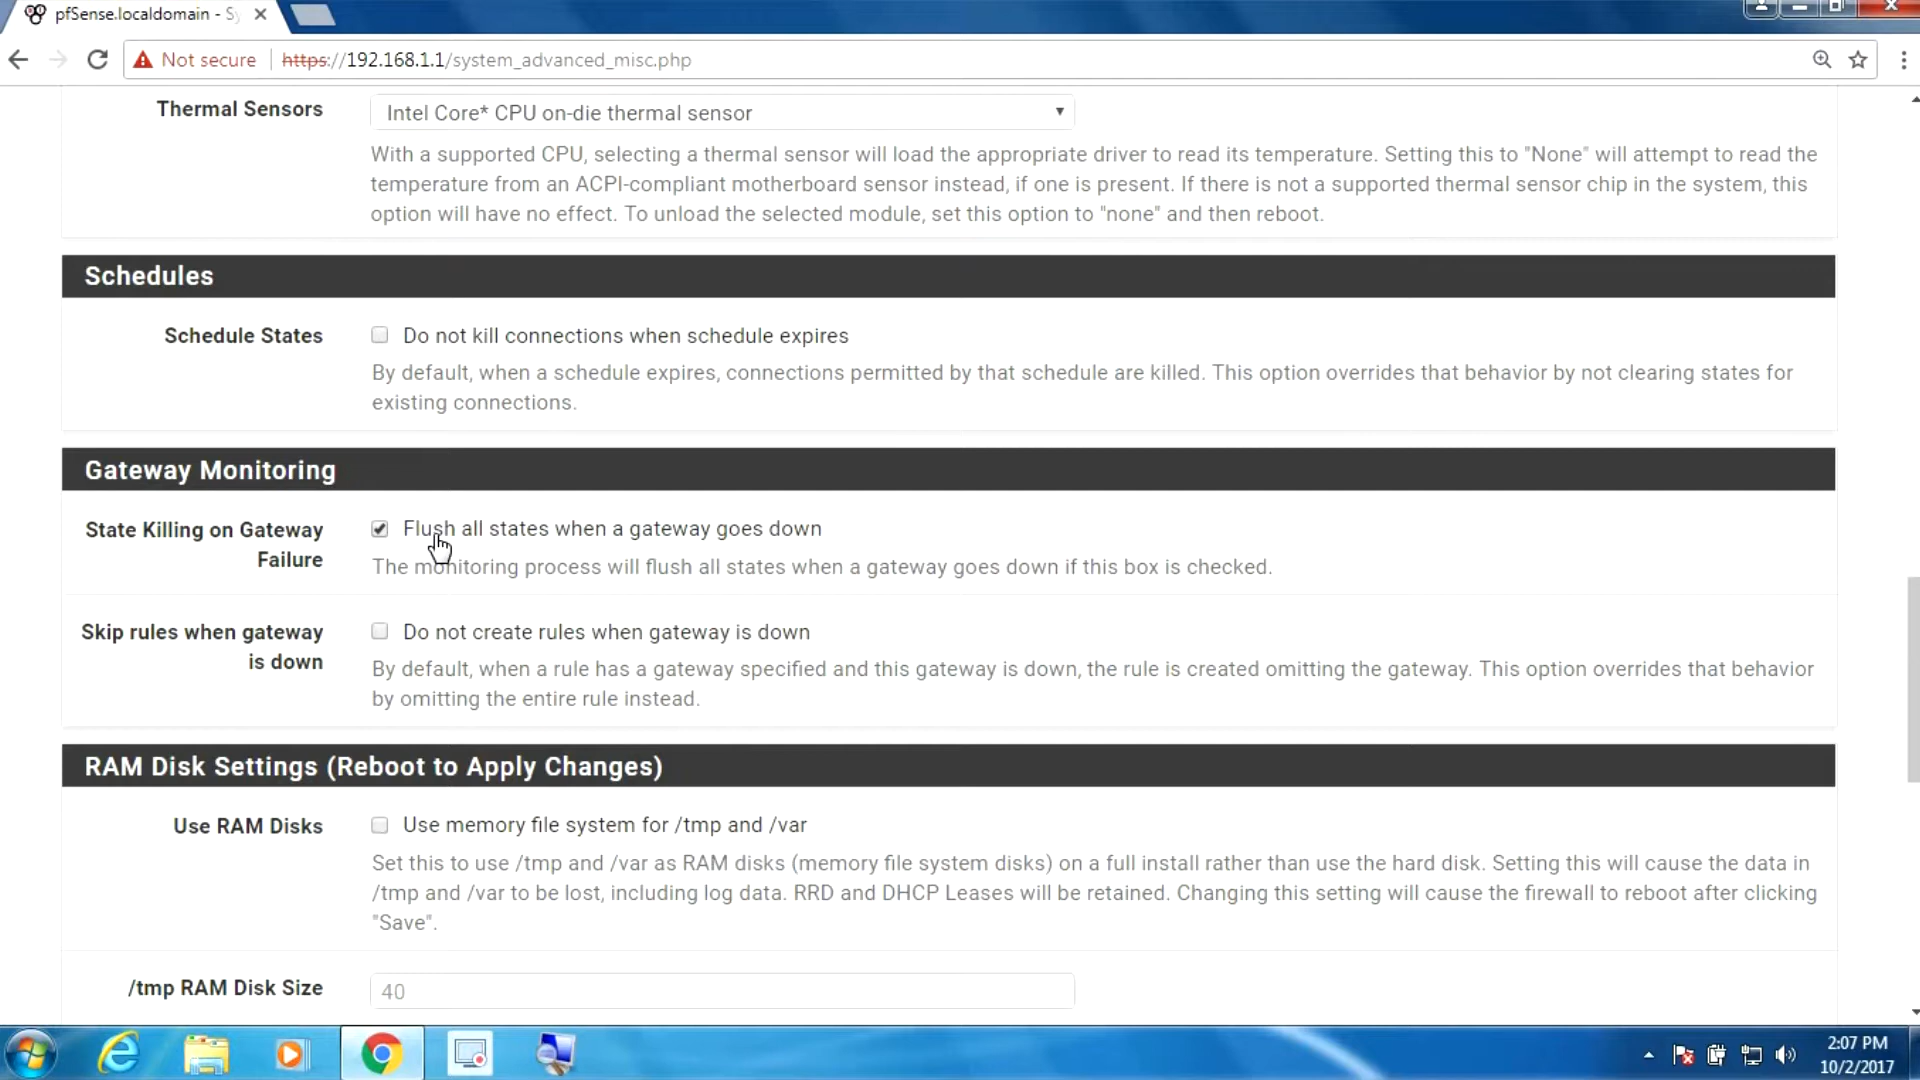 pfSense.localdomain - Sy
Not secure https://192.168.1.1/system_advanced_misc.php
Thermal Sensors
Intel Core* CPU on-die thermal sensor
With a supported CPU, selecting a thermal sensor will load the appropriate driver to read its temperature. Setting this to "None" will attempt to read the
temperature from an ACPI-compliant motherboard sensor instead, if one is present. If there is not a supported thermal sensor chip in the system, this
option will have no effect. To unload the selected module, set this option to "none" and then reboot.
Schedules
Schedule States
Do not kill connections when schedule expires
By default, when a schedule expires, connections permitted by that schedule are killed. This option overrides that behavior by not clearing states for
existing connections.
Gateway Monitoring
State Killing on Gateway
Failure
Flush all states when a gateway goes down
The monitoring process will flush all states when a gateway goes down if this box is checked.
Skip rules when gateway
is down
Do not create rules when gateway is down
By default, when a rule has a gateway specified and this gateway is down, the rule is created omitting the gateway. This option overrides that behavior
by omitting the entire rule instead.
RAM Disk Settings (Reboot to Apply Changes)
Use RAM Disks
Use memory file system for /tmp and /var
Set this to use /tmp and /var as RAM disks (memory file system disks) on a full install rather than use the hard disk. Setting this will cause the data in
/tmp and /var to be lost, including log data. RRD and DHCP Leases will be retained. Changing this setting will cause the firewall to reboot after clicking
"Save".
/tmp RAM Disk Size
40
2:07 PM
10/2/2017